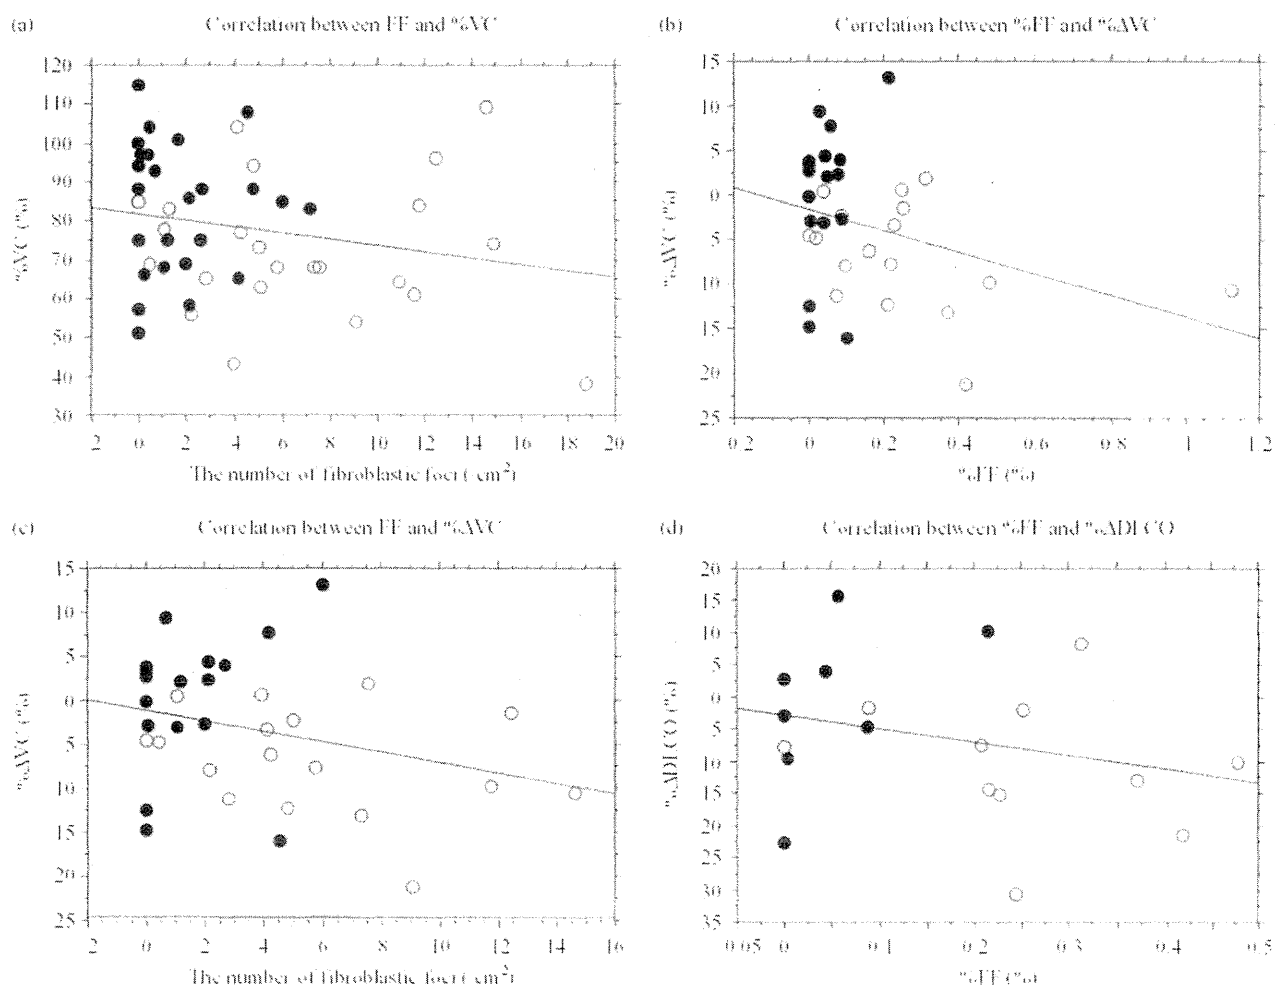 (a) Correlation between FF and %VC
120
110
100
90
80
70
60
50
40
30
%VC (%)
2 0 2 4 6 8 10 12 14 16 18 20
The number of fibroblastic foci (/cm²)
(b) Correlation between %FF and %ΔVC
15
10
5
0
5
10
15
20
25
%ΔVC (%)
0.2 0 0.2 0.4 0.6 0.8 1 1.2
%FF (%)
(c) Correlation between FF and %ΔVC
15
10
5
0
5
10
15
20
25
%ΔVC (%)
2 0 2 4 6 8 10 12 14 16
The number of fibroblastic foci (/cm²)
(d) Correlation between %FF and %ΔDLCO
20
15
10
5
0
5
10
15
20
25
30
35
%ΔDLCO (%)
0.05 0 0.1 0.2 0.3 0.4 0.5
%FF (%)